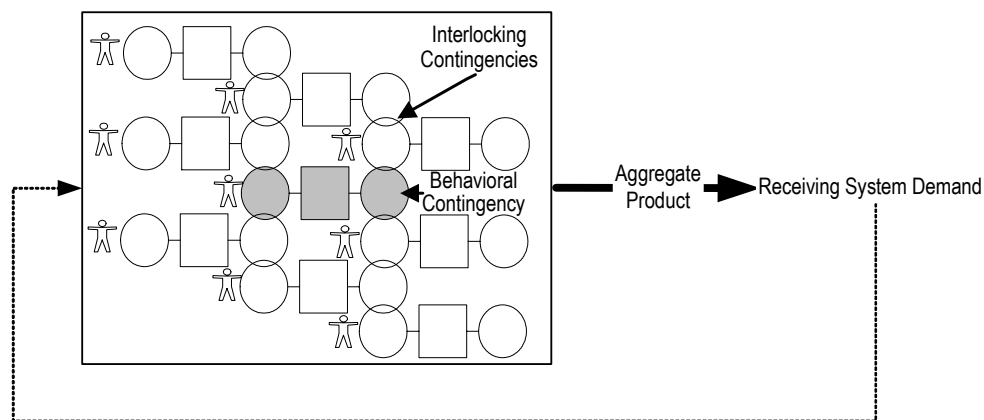 Interlocking
Contingencies
Behavioral
Contingency
Aggregate
Product
Receiving System Demand